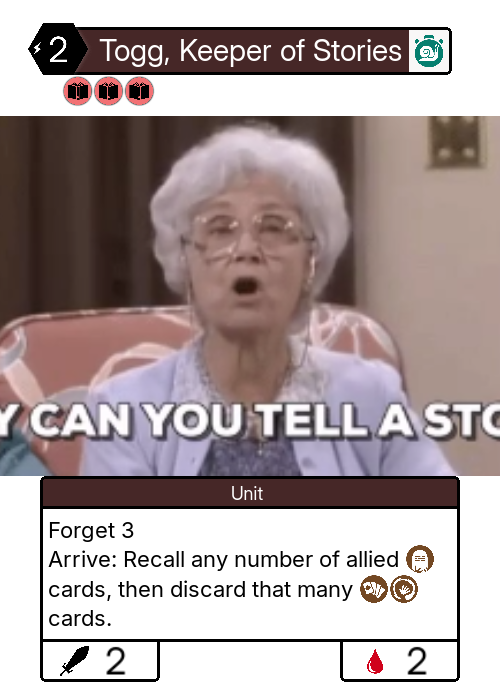 2 Togg, Keeper of Stories
Y CAN YOU TELL A STO
Unit
Forget 3
Arrive: Recall any number of allied
cards, then discard that many
cards.
2 2